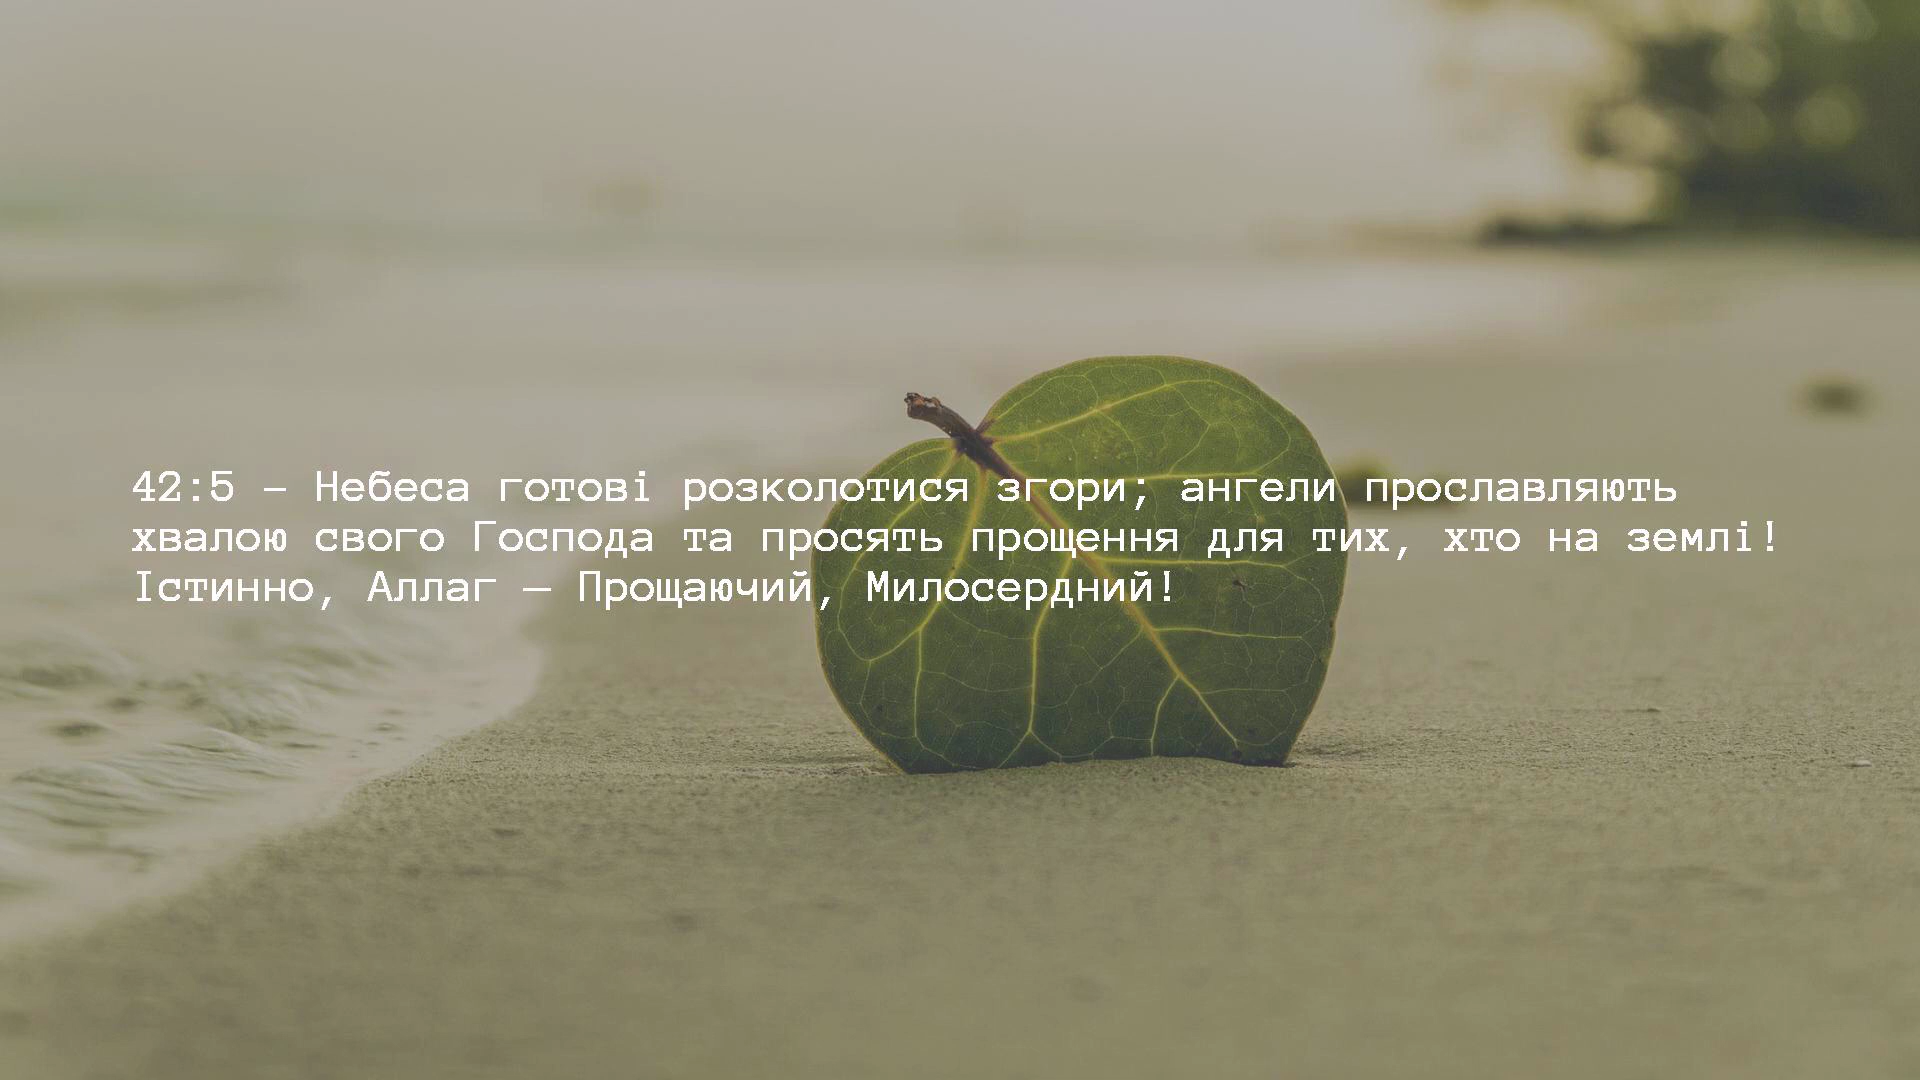 42:5 – Небеса готові розколотися згори; ангели прославляють
хвалою свого Господа та просять прощення для тих, хто на землі!
Істинно, Аллаг — Прощаючий, Милосердний!